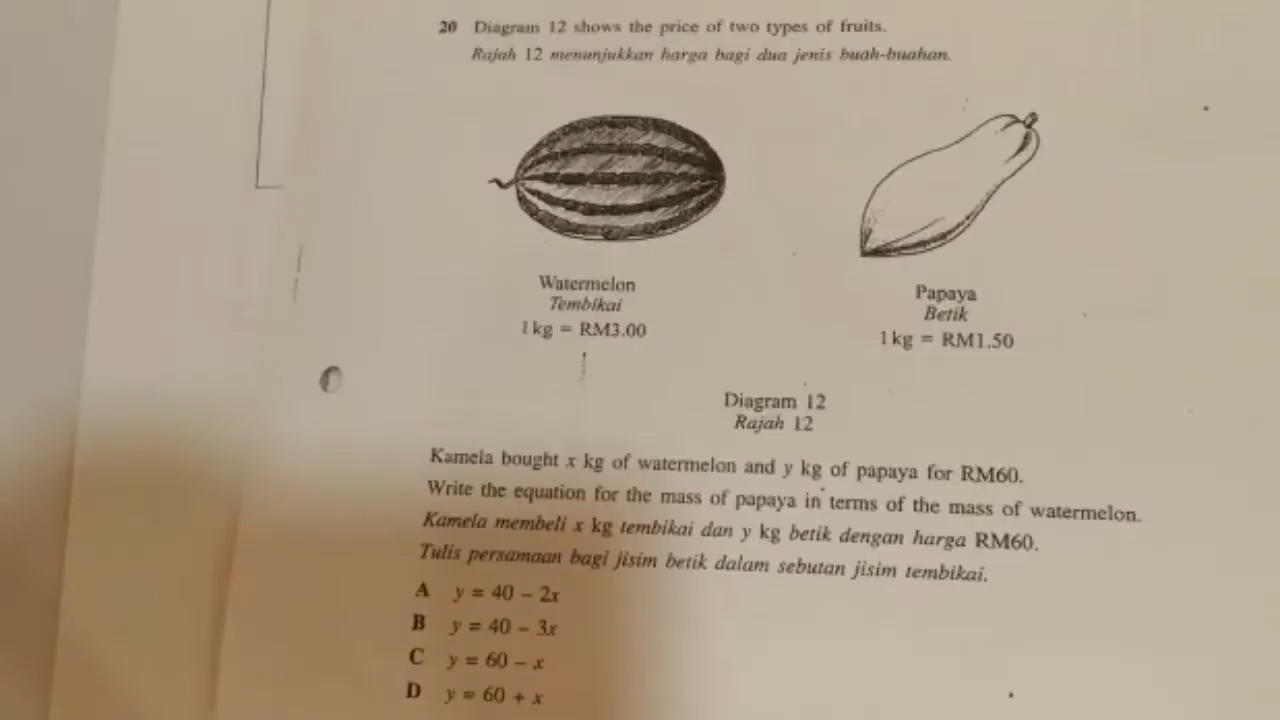 20 Diagram 12 shows the price of two types of fruits.
Rajah 12 menunjukkan harga bagi dua jenis buah-buahan.
Watermelon
Tembikai
1 kg = RM3.00
Papaya
Betik
1 kg = RM1.50
Diagram 12
Rajah 12
Kamela bought x kg of watermelon and y kg of papaya for RM60.
Write the equation for the mass of papaya in terms of the mass of watermelon.
Kamela membeli x kg tembikai dan y kg betik dengan harga RM60.
Tulis persamaan bagi jisim betik dalam sebutan jisim tembikai.
A y = 40 – 2x
B y = 40 – 3x
C y = 60 – x
D y = 60 + x